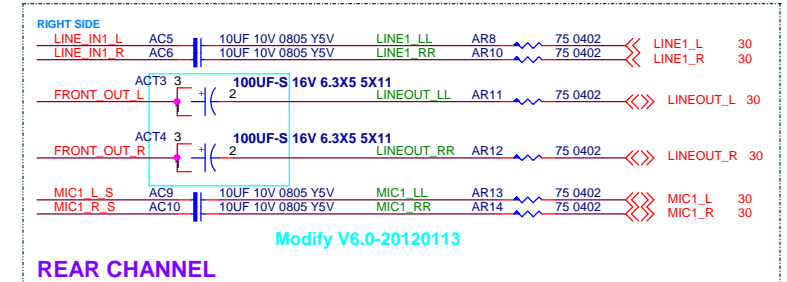 RIGHT SIDE
LINE_IN1_L AC5 10UF 10V 0805 Y5V LINE1_LL AR8 75 0402 LINE1_L 30
LINE_IN1_R AC6 LINE1_RR AR10 75 0402 LINE1_R 30
ACT3 3 100UF-S 16V 6.3X5 5X11
FRONT_OUT_L + 2 LINEOUT_LL AR11 75 0402 LINEOUT_L 30
ACT4 3 100UF-S 16V 6.3X5 5X11
FRONT_OUT_R + 2 LINEOUT_RR AR12 75 0402 LINEOUT_R 30
MIC1_L_S AC9 10UF 10V 0805 Y5V MIC1_LL AR13 75 0402 MIC1_L 30
MIC1_R_S AC10 10UF 10V 0805 Y5V MIC1_RR AR14 75 0402 MIC1_R 30
Modify V6.0-20120113
REAR CHANNEL